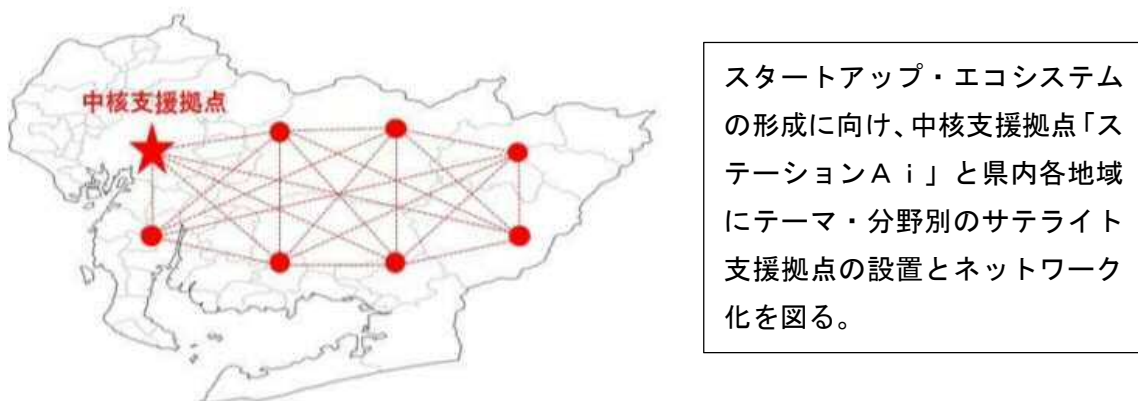 中核支援拠点
スタートアップ・エコシステム
の形成に向け、中核支援拠点「ス
テーションＡｉ」と県内各地域
にテーマ・分野別のサテライト
支援拠点の設置とネットワーク
化を図る。